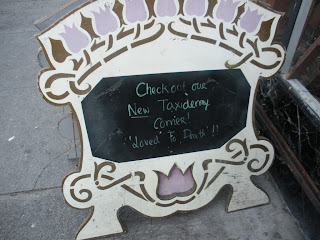 Check out our
New Taxidermy
Corner!
"Loved To Death"!!